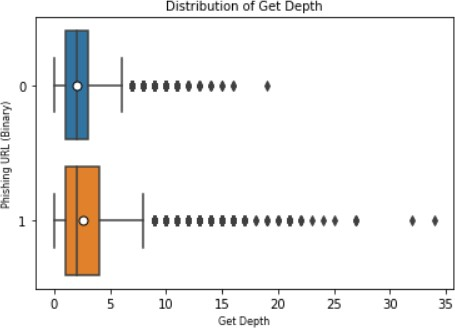 Distribution of Get Depth
Phishing URL (Binary)
0
1
0 5 10 15 20 25 30 35
Get Depth